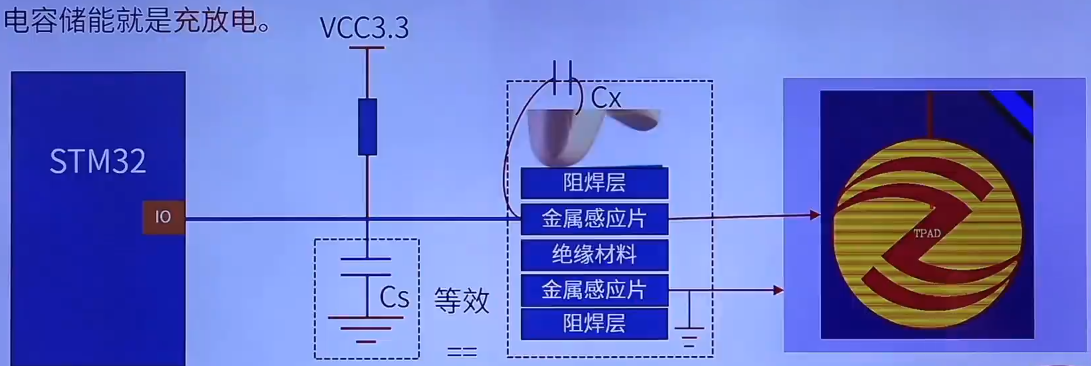 电容储能就是充放电。
VCC3.3
Cx
STM32
阻焊层
IO
金属感应片
TPAD
绝缘材料
Cs
等效
金属感应片
阻焊层
==